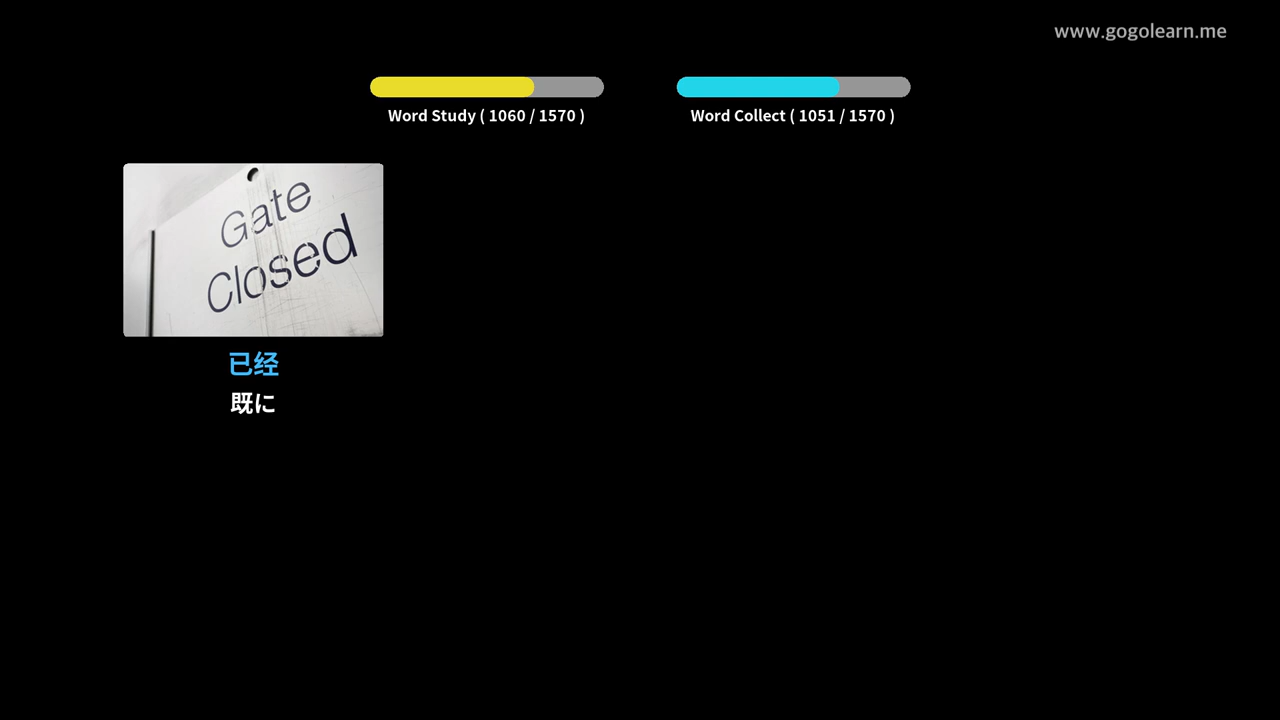 www.gogolearn.me
Word Study ( 1060 / 1570 )
Word Collect ( 1051 / 1570 )
Gate
Closed
已经
既に